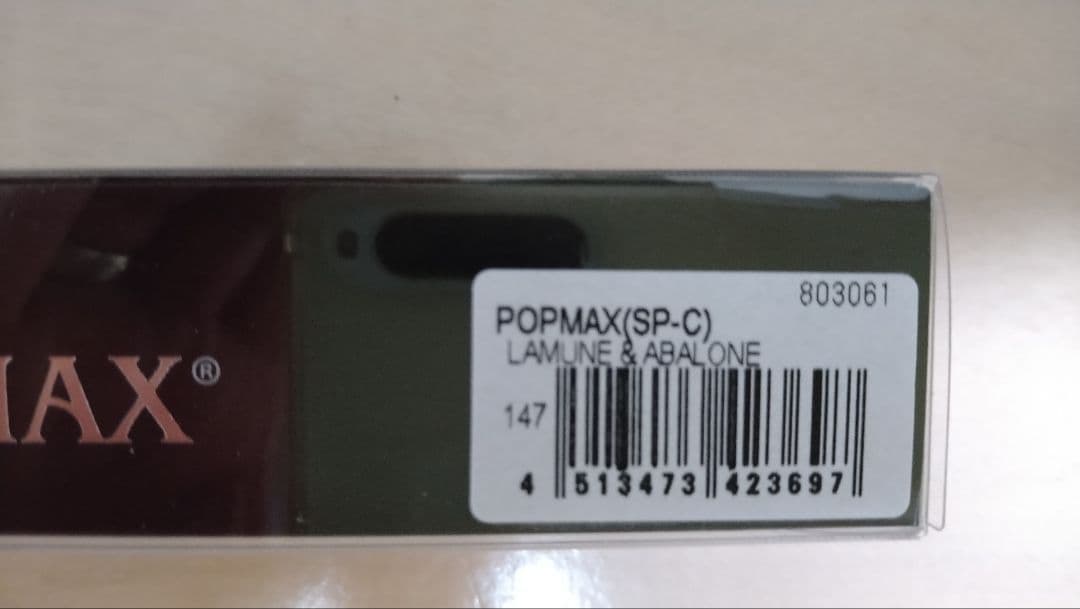 803061
POPMAX(SP-C)
LAMUNE & ABALONE
147
4 513473 423697
AX®